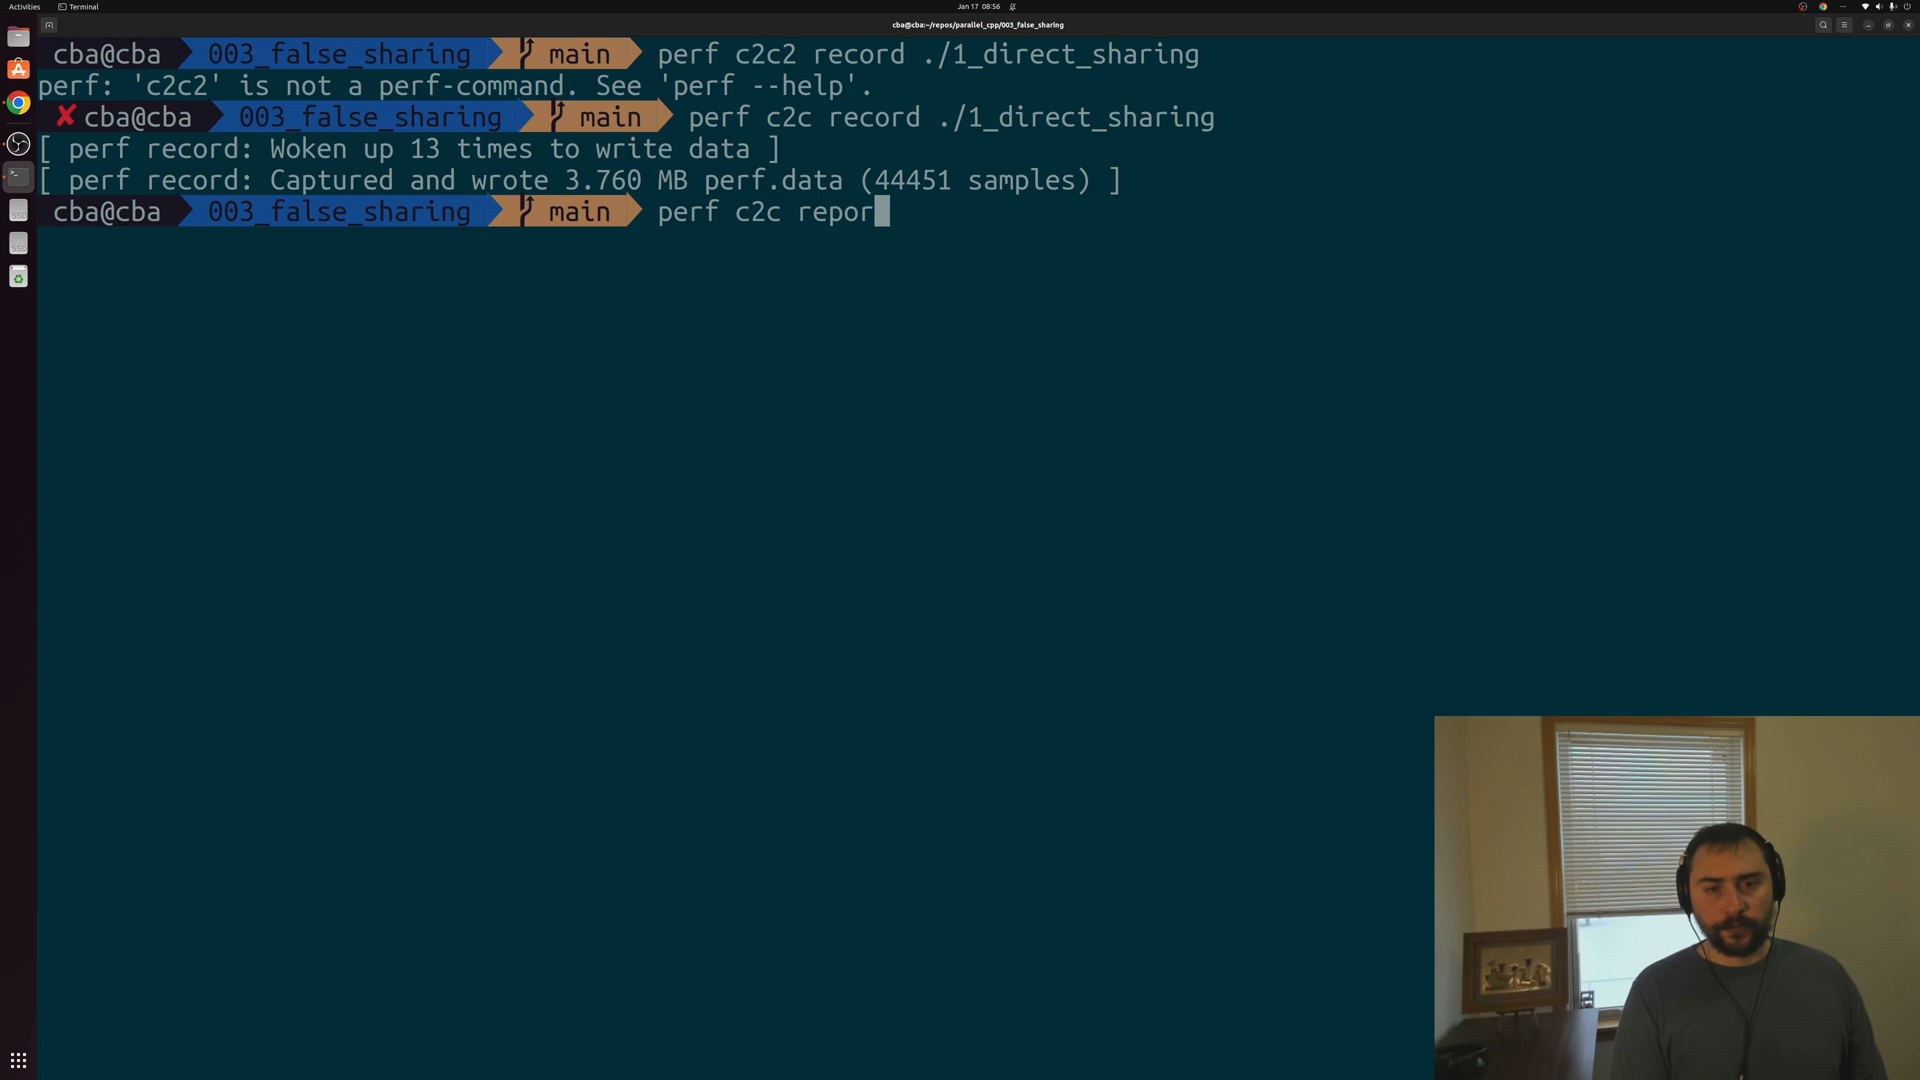 Activities
Terminal
Jan 17 08:56
cba@cba:~/repos/parallel_cpp/003_false_sharing
cba@cba 003_false_sharing main perf c2c2 record ./1_direct_sharing
perf: 'c2c2' is not a perf-command. See 'perf --help'.
✘ cba@cba 003_false_sharing main perf c2c record ./1_direct_sharing
[ perf record: Woken up 13 times to write data ]
[ perf record: Captured and wrote 3.760 MB perf.data (44451 samples) ]
cba@cba 003_false_sharing main perf c2c repor
SSD
SSD